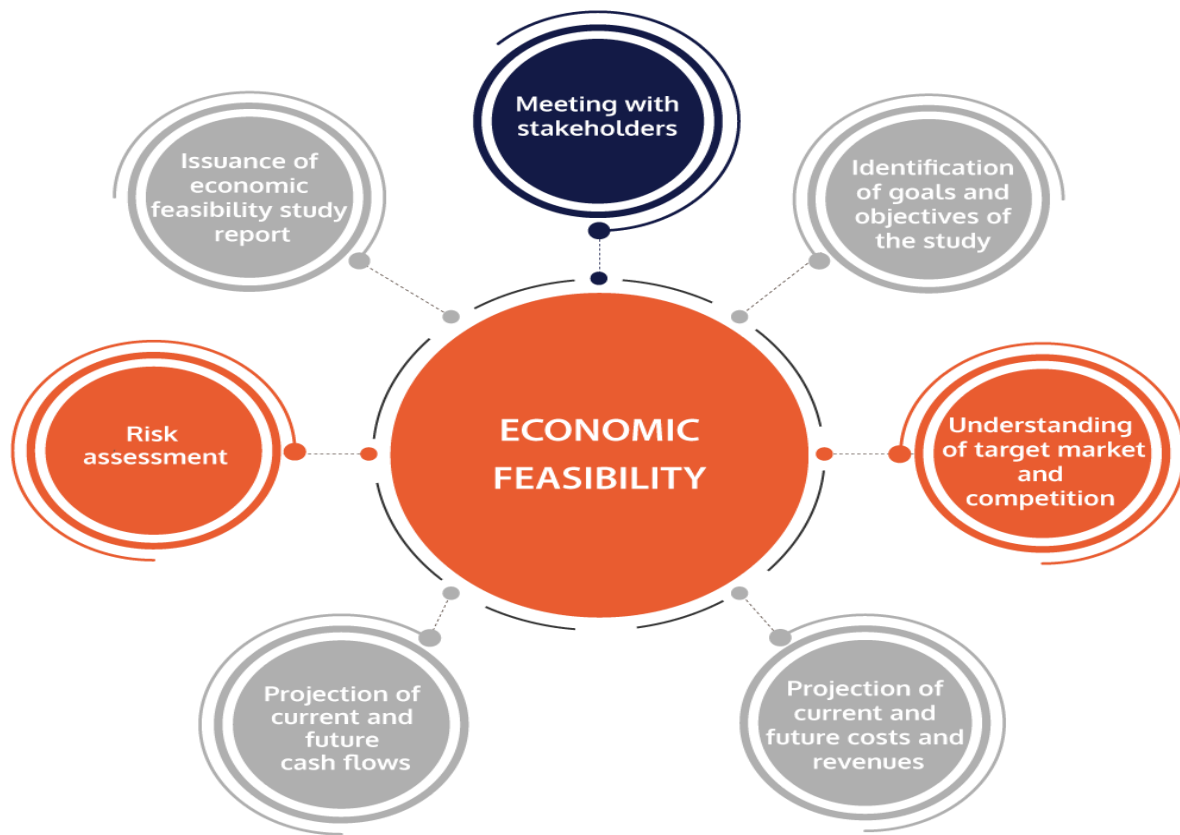 Meeting with
stakeholders
Identification
of goals and
objectives of
the study
Understanding
of target market
and
competition
Projection of
current and
future costs and
revenues
Projection of
current and
future
cash flows
Risk
assessment
Issuance of
economic
feasibility study
report
ECONOMIC
FEASIBILITY